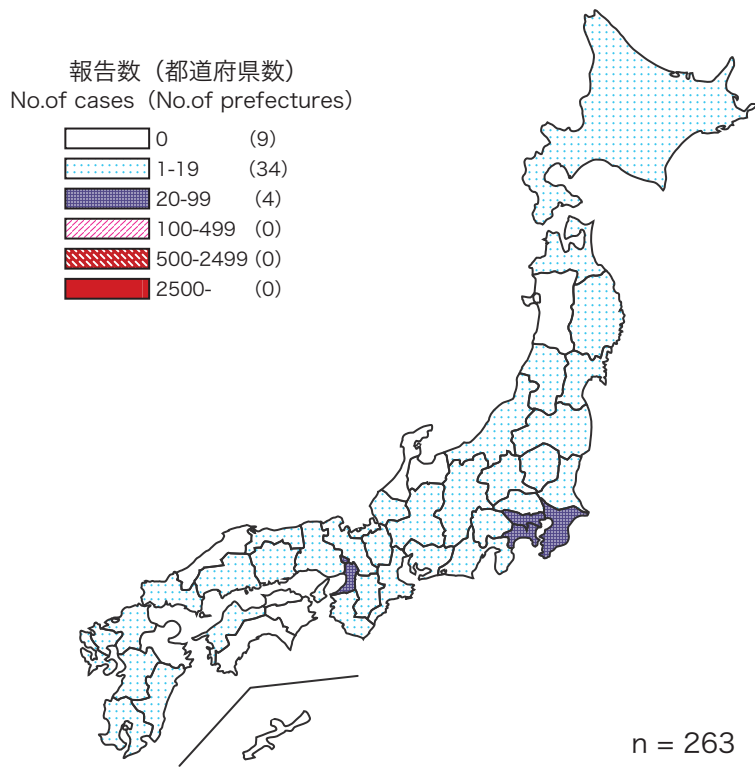 報告数（都道府県数）
No.of cases（No.of prefectures）
0 (9)
1-19 (34)
20-99 (4)
100-499 (0)
500-2499 (0)
2500- (0)
n = 263